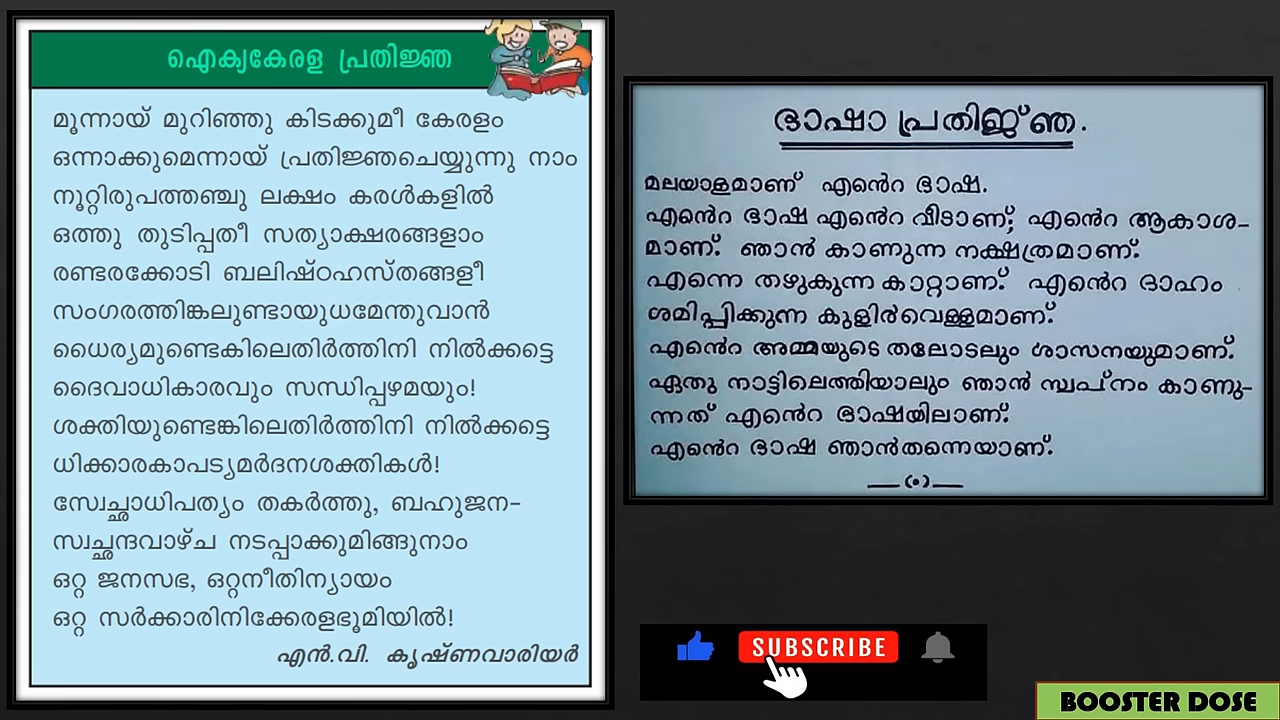 ഐക്യകേരള പ്രതിജ്ഞ
മൂന്നായ് മുറിഞ്ഞു കിടക്കുമീ കേരളം
ഒന്നാക്കുമെന്നായ് പ്രതിജ്ഞചെയ്യുന്നു നാം
നൂറ്റിരുപത്തഞ്ചു ലക്ഷം കരൾകളിൽ
ഒത്തു തുടിപ്പതീ സത്യാക്ഷരങ്ങളാം
രണ്ടരക്കോടി ബലിഷ്ഠഹസ്തങ്ങളീ
സംഗരത്തിങ്കലുണ്ടായുധമേന്തുവാൻ
ധൈര്യമുണ്ടെകിലെതിർത്തിനി നിൽക്കട്ടെ
ദൈവാധികാരവും സന്ധിപ്പഴമയും!
ശക്തിയുണ്ടെങ്കിലെതിർത്തിനി നിൽക്കട്ടെ
ധിക്കാരകാപട്യമർദനശക്തികൾ!
സ്വേച്ഛാധിപത്യം തകർത്തു, ബഹുജന-
സ്വച്ഛന്ദവാഴ്ച നടപ്പാക്കുമിങ്ങുനാം
ഒറ്റ ജനസഭ, ഒറ്റനീതിന്യായം
ഒറ്റ സർക്കാരിനിക്കേരളഭൂമിയിൽ!
എൻ.വി. കൃഷ്ണവാരിയർ
ഭാഷാ പ്രതിജ്ഞ.
മലയാളമാണ് എന്റെ ഭാഷ.
എന്റെ ഭാഷ എന്റെ വീടാണ്; എന്റെ ആകാശ-
മാണ്. ഞാൻ കാണുന്ന നക്ഷത്രമാണ്.
എന്നെ തഴുകുന്ന കാറ്റാണ്. എന്റെ ദാഹം
ശമിപ്പിക്കുന്ന കുളിർവെള്ളമാണ്.
എന്റെ അമ്മയുടെ തലോടലും ശാസനയുമാണ്.
ഏതു നാട്ടിലെത്തിയാലും ഞാൻ സ്വപ്നം കാണു-
ന്നത് എന്റെ ഭാഷയിലാണ്.
എന്റെ ഭാഷ ഞാൻതന്നെയാണ്.
SUBSCRIBE
BOOSTER DOSE